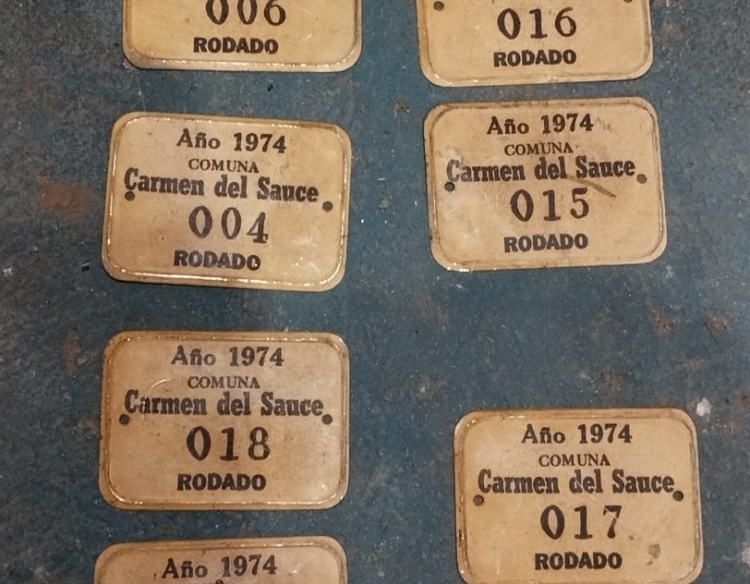 006
RODADO
016
RODADO
Año 1974
COMUNA
Carmen del Sauce
004
RODADO
Año 1974
COMUNA
Carmen del Sauce
015
RODADO
Año 1974
COMUNA
Carmen del Sauce
018
RODADO
Año 1974
COMUNA
Carmen del Sauce
017
RODADO
Año 1974